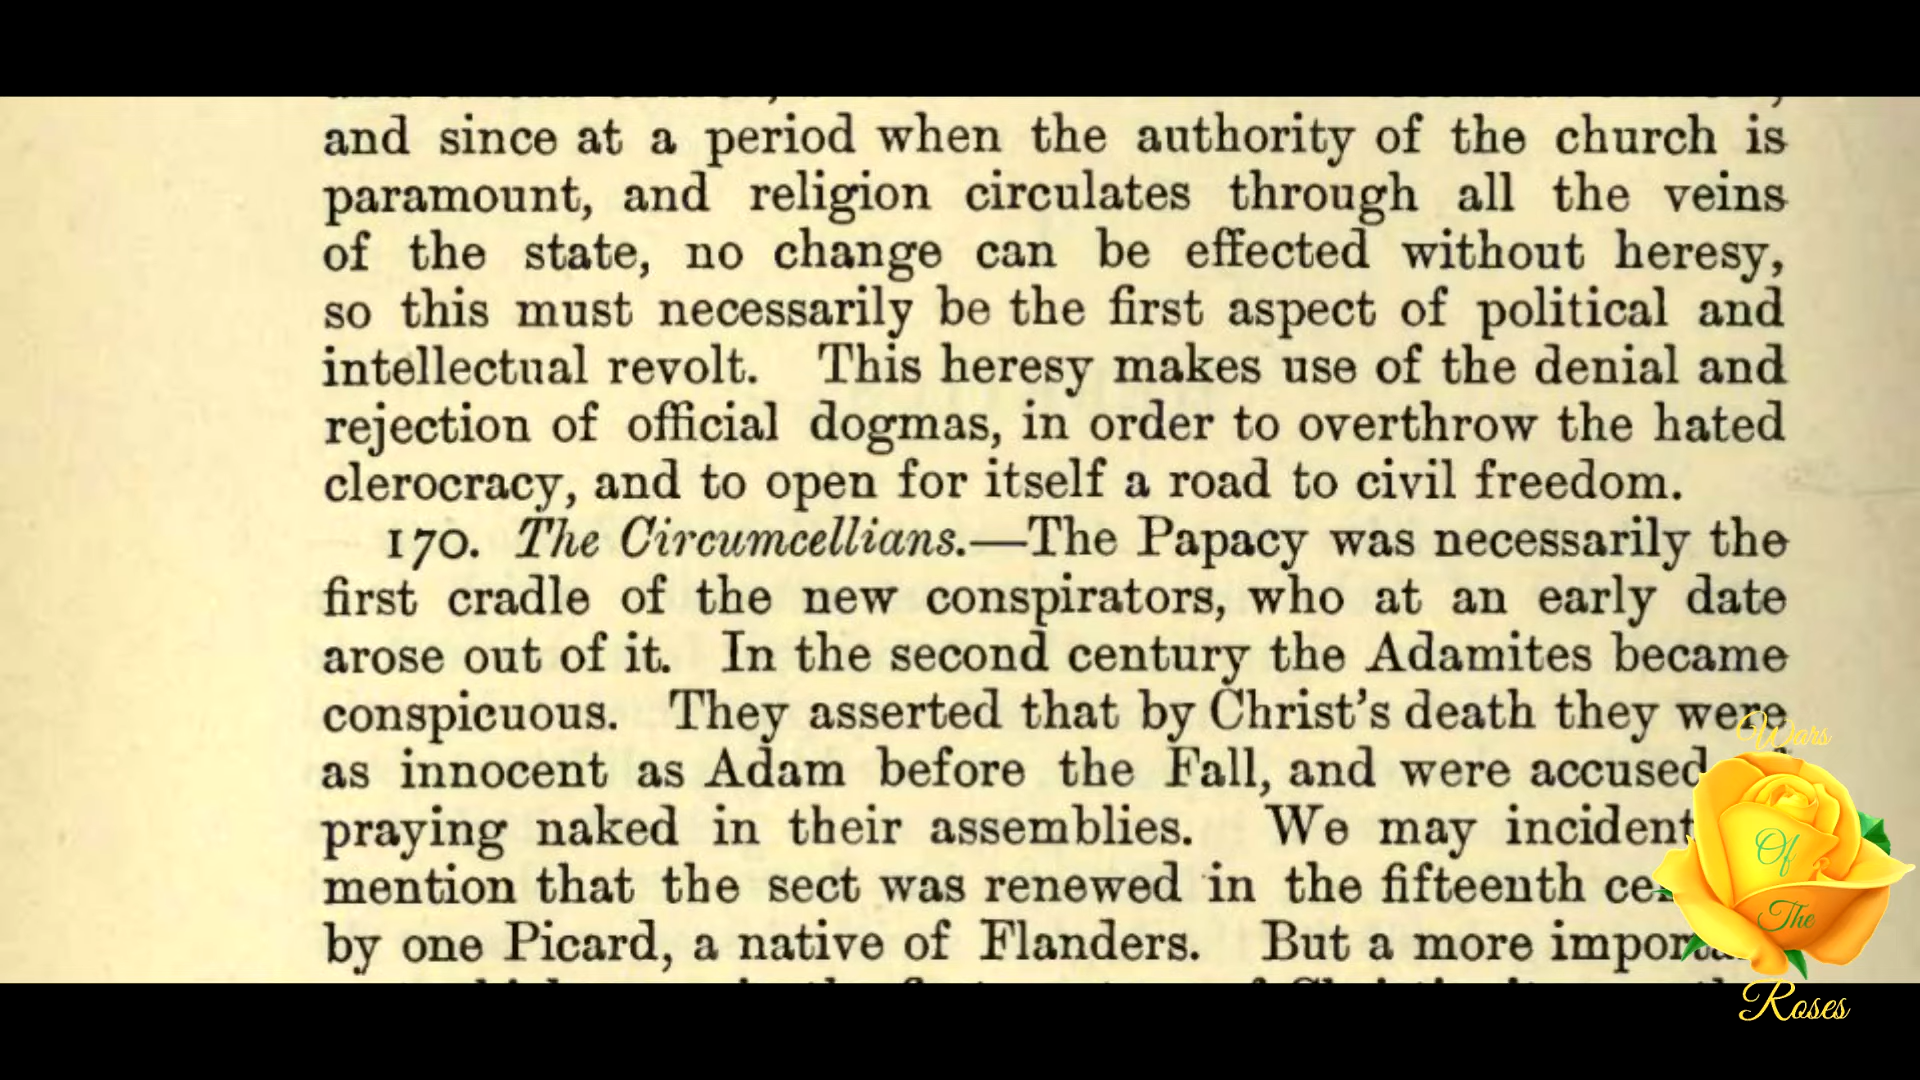 and since at a period when the authority of the church is
paramount, and religion circulates through all the veins
of the state, no change can be effected without heresy,
so this must necessarily be the first aspect of political and
intellectual revolt. This heresy makes use of the denial and
rejection of official dogmas, in order to overthrow the hated
clerocracy, and to open for itself a road to civil freedom.
170. The Circumcellians.—The Papacy was necessarily the
first cradle of the new conspirators, who at an early date
arose out of it. In the second century the Adamites became
conspicuous. They asserted that by Christ's death they were
as innocent as Adam before the Fall, and were accused
praying naked in their assemblies. We may
mention that the sect was renewed in the fifteenth
by one Picard, a native of Flanders. But a more
Wars
Of
The
Roses